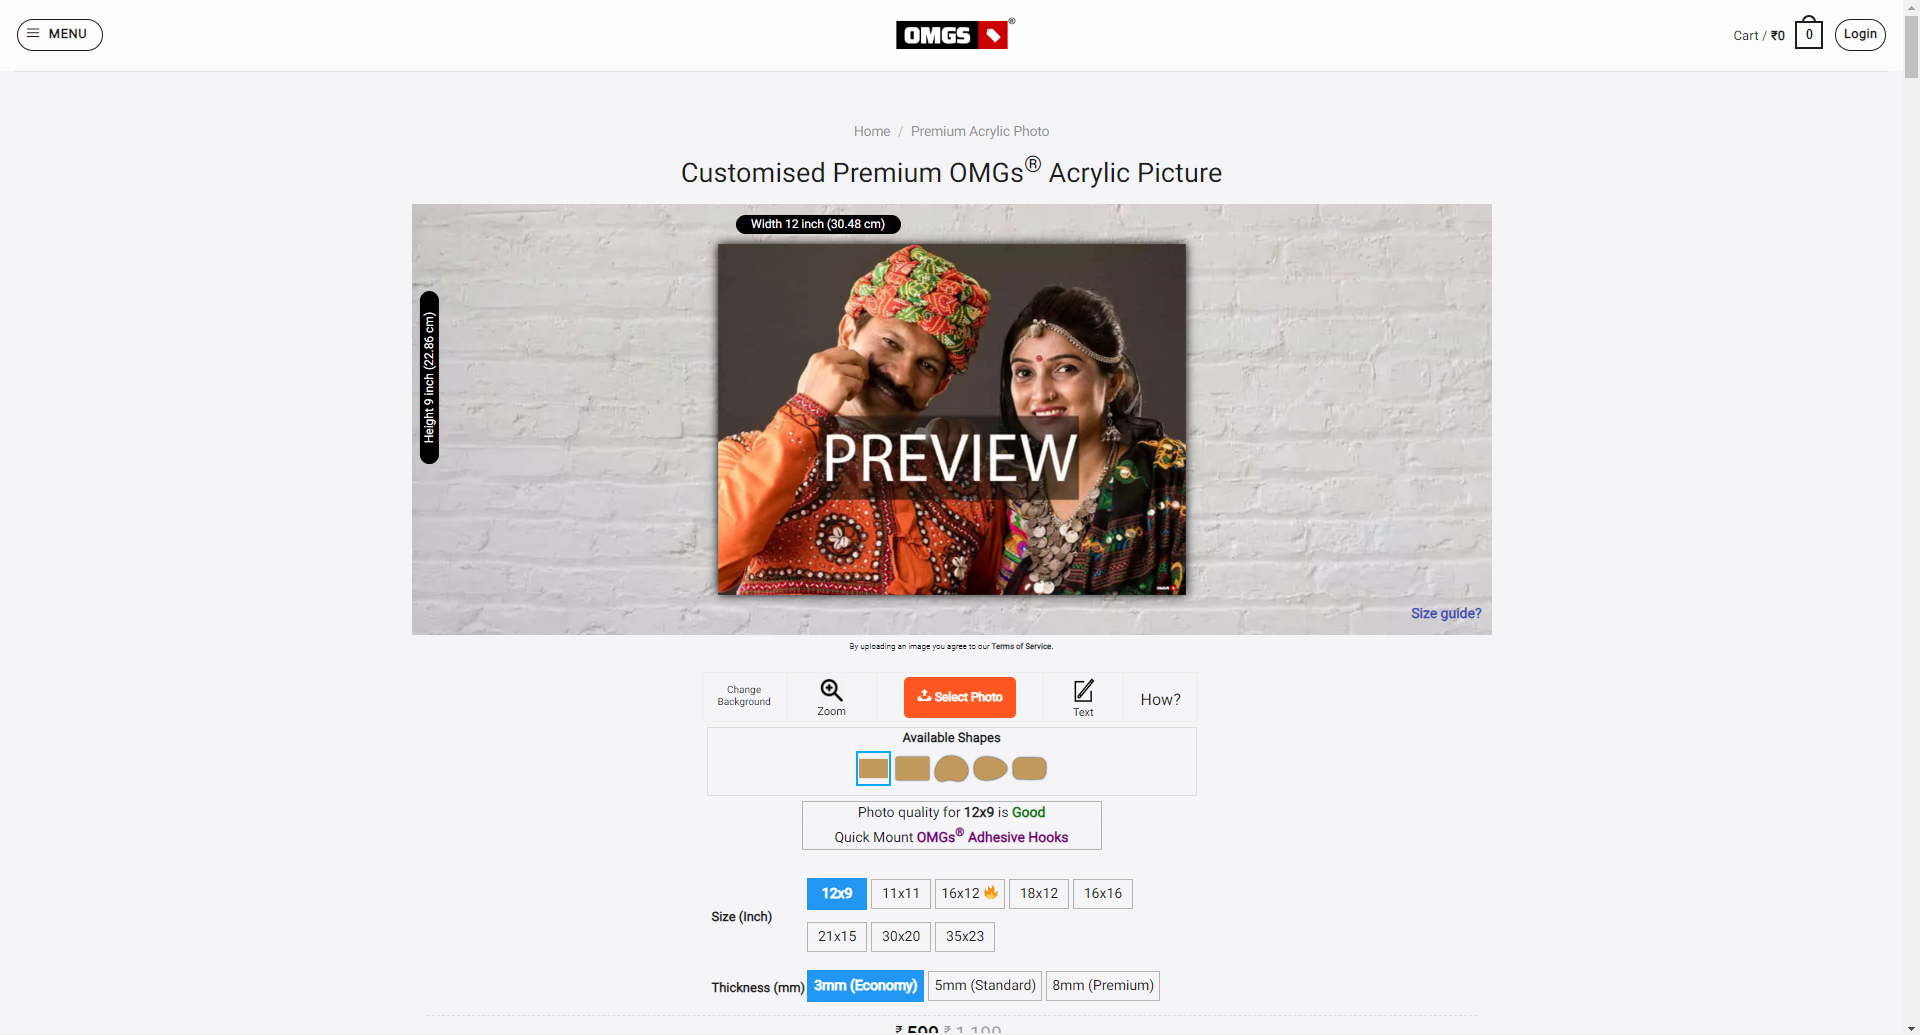 MENU
OMGS ®
Cart / ₹0
0
Login
Home / Premium Acrylic Photo
Customised Premium OMGs® Acrylic Picture
Width 12 inch (30.48 cm)
Height 9 inch (22.86 cm)
PREVIEW
Size guide?
By uploading an image you agree to our Terms of Service.
Change
Background
Zoom
Select Photo
Text
How?
Available Shapes
Photo quality for 12x9 is Good
Quick Mount OMGs® Adhesive Hooks
Size (Inch)
12x9 11x11 16x12 🔥 18x12 16x16
21x15 30x20 35x23
Thickness (mm) 3mm (Economy) 5mm (Standard) 8mm (Premium)
₹ 599 ₹ 1,199